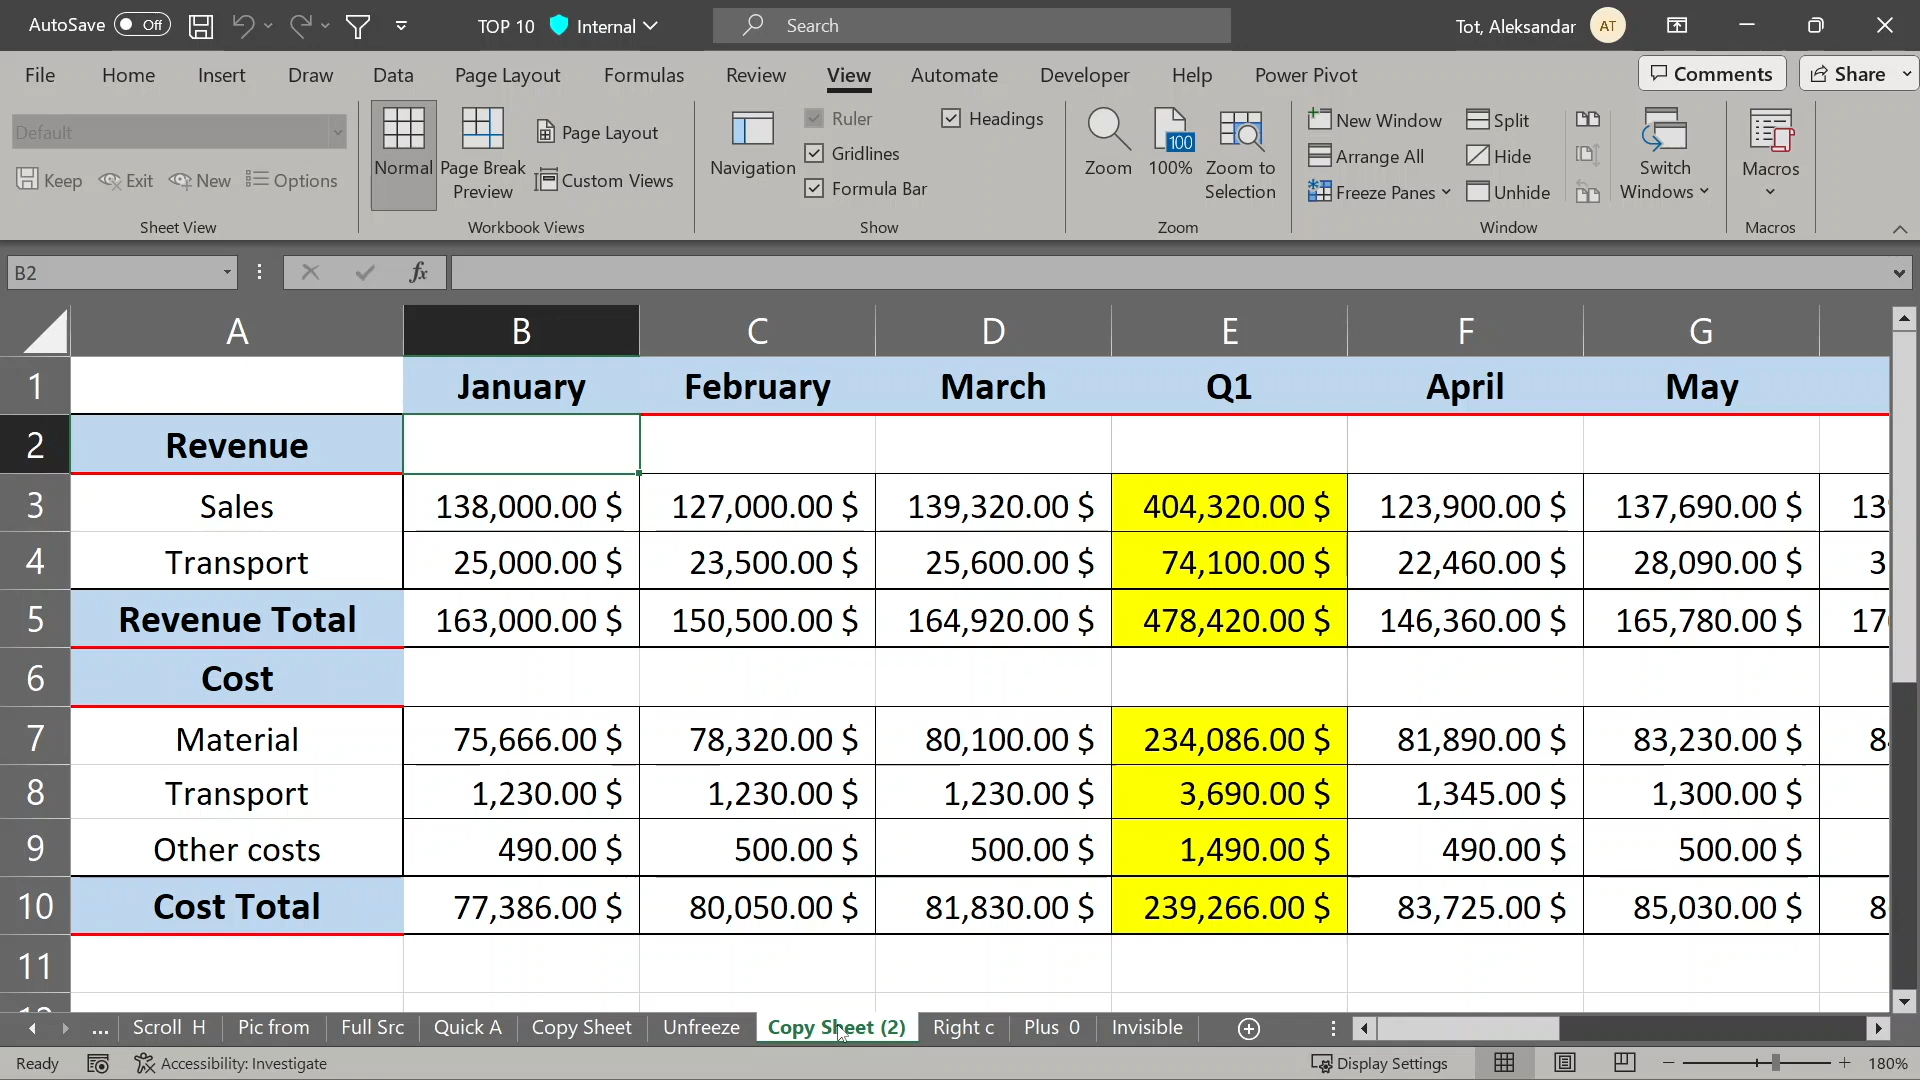 AutoSave Off TOP 10 Internal Search Tot, Aleksandar AT
File Home Insert Draw Data Page Layout Formulas Review View Automate Developer Help Power Pivot Comments Share
Default
Keep Exit New Options
Sheet View
Normal
Page Break
Preview
Page Layout
Custom Views
Workbook Views
Navigation
Ruler
Gridlines
Formula Bar
Headings
Show
Zoom
100
100%
Zoom to
Selection
Zoom
New Window
Arrange All
Freeze Panes
Split
Hide
Unhide
Switch
Windows
Window
Macros
Macros
B2 fx
A B C D E F G
1 January February March Q1 April May
2 Revenue
3 Sales 138,000.00 $ 127,000.00 $ 139,320.00 $ 404,320.00 $ 123,900.00 $ 137,690.00 $ 13
4 Transport 25,000.00 $ 23,500.00 $ 25,600.00 $ 74,100.00 $ 22,460.00 $ 28,090.00 $ 3
5 Revenue Total 163,000.00 $ 150,500.00 $ 164,920.00 $ 478,420.00 $ 146,360.00 $ 165,780.00 $ 17
6 Cost
7 Material 75,666.00 $ 78,320.00 $ 80,100.00 $ 234,086.00 $ 81,890.00 $ 83,230.00 $ 8
8 Transport 1,230.00 $ 1,230.00 $ 1,230.00 $ 3,690.00 $ 1,345.00 $ 1,300.00 $
9 Other costs 490.00 $ 500.00 $ 500.00 $ 1,490.00 $ 490.00 $ 500.00 $
10 Cost Total 77,386.00 $ 80,050.00 $ 81,830.00 $ 239,266.00 $ 83,725.00 $ 85,030.00 $ 8
11
... Scroll H Pic from Full Src Quick A Copy Sheet Unfreeze Copy Sheet (2) Right c Plus 0 Invisible
Ready Accessibility: Investigate Display Settings 180%